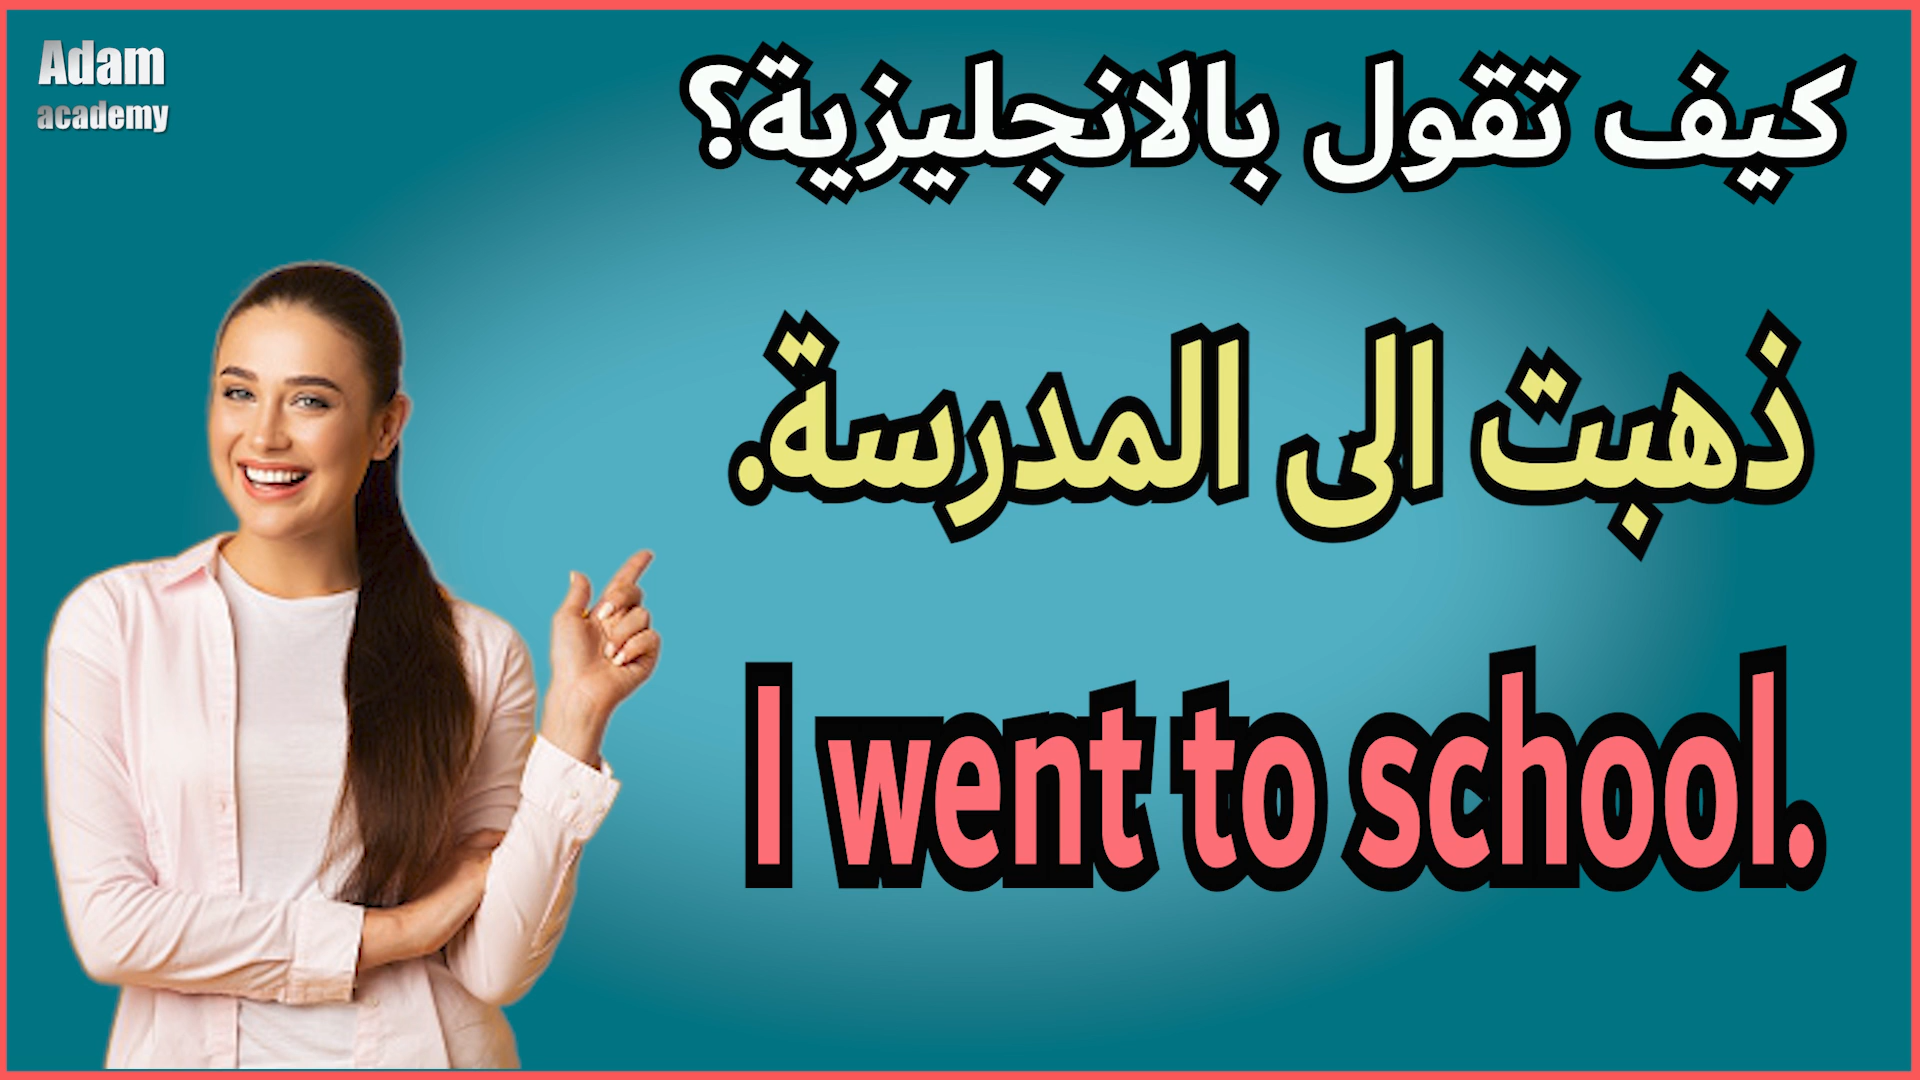 Adam
academy
كيف تقول بالانجليزية؟
ذهبت الى المدرسة.
I went to school.